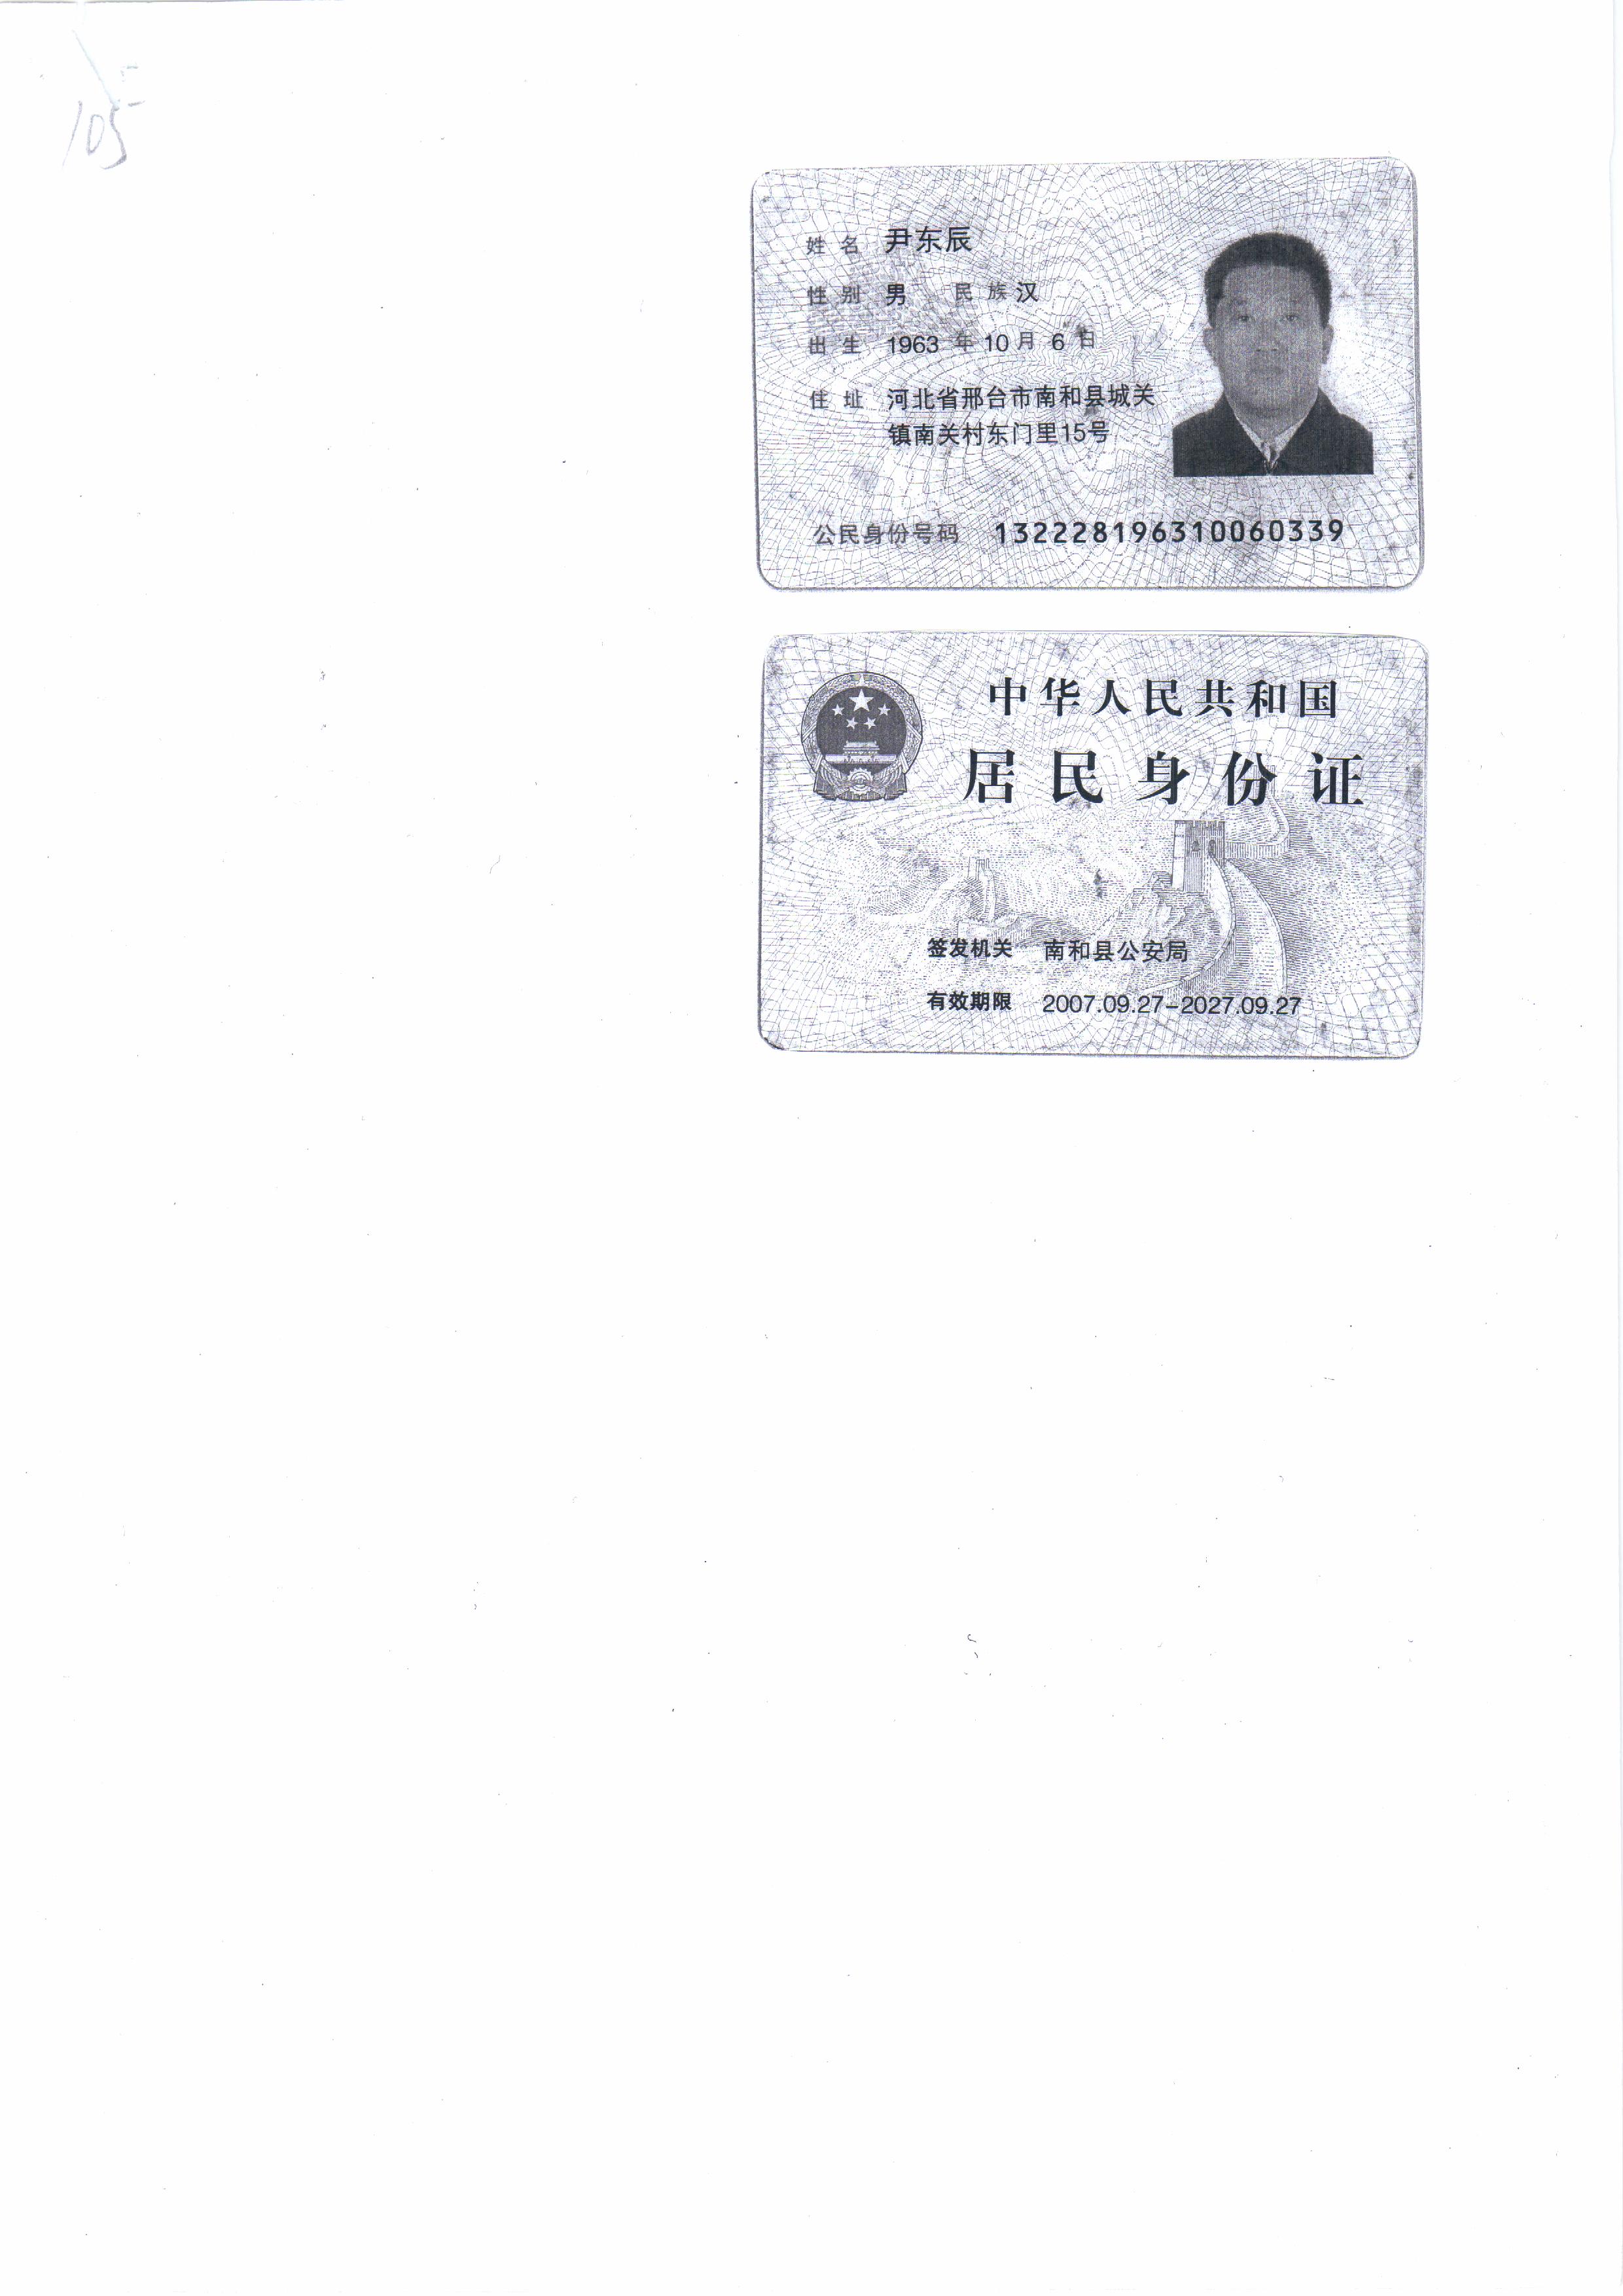 105
姓名 尹东辰
性别 男 民族 汉
出生 1963 年 10 月 6 日
住址 河北省邢台市南和县城关
镇南关村东门里15号
公民身份号码 132228196310060339
中华人民共和国
居民身份证
签发机关 南和县公安局
有效期限 2007.09.27-2027.09.27